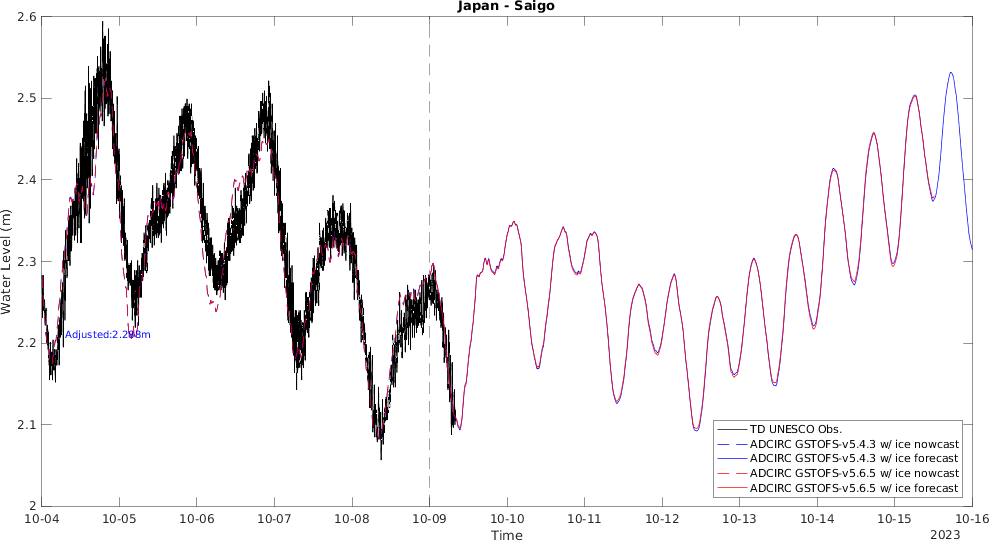 Japan - Saigo
Water Level (m)
2.6
2.5
2.4
2.3
2.2
2.1
2
Adjusted:2.288m
TD UNESCO Obs.
ADCIRC GSTOFS-v5.4.3 w/ ice nowcast
ADCIRC GSTOFS-v5.4.3 w/ ice forecast
ADCIRC GSTOFS-v5.6.5 w/ ice nowcast
ADCIRC GSTOFS-v5.6.5 w/ ice forecast
10-04 10-05 10-06 10-07 10-08 10-09 10-10 10-11 10-12 10-13 10-14 10-15 10-16
Time
2023